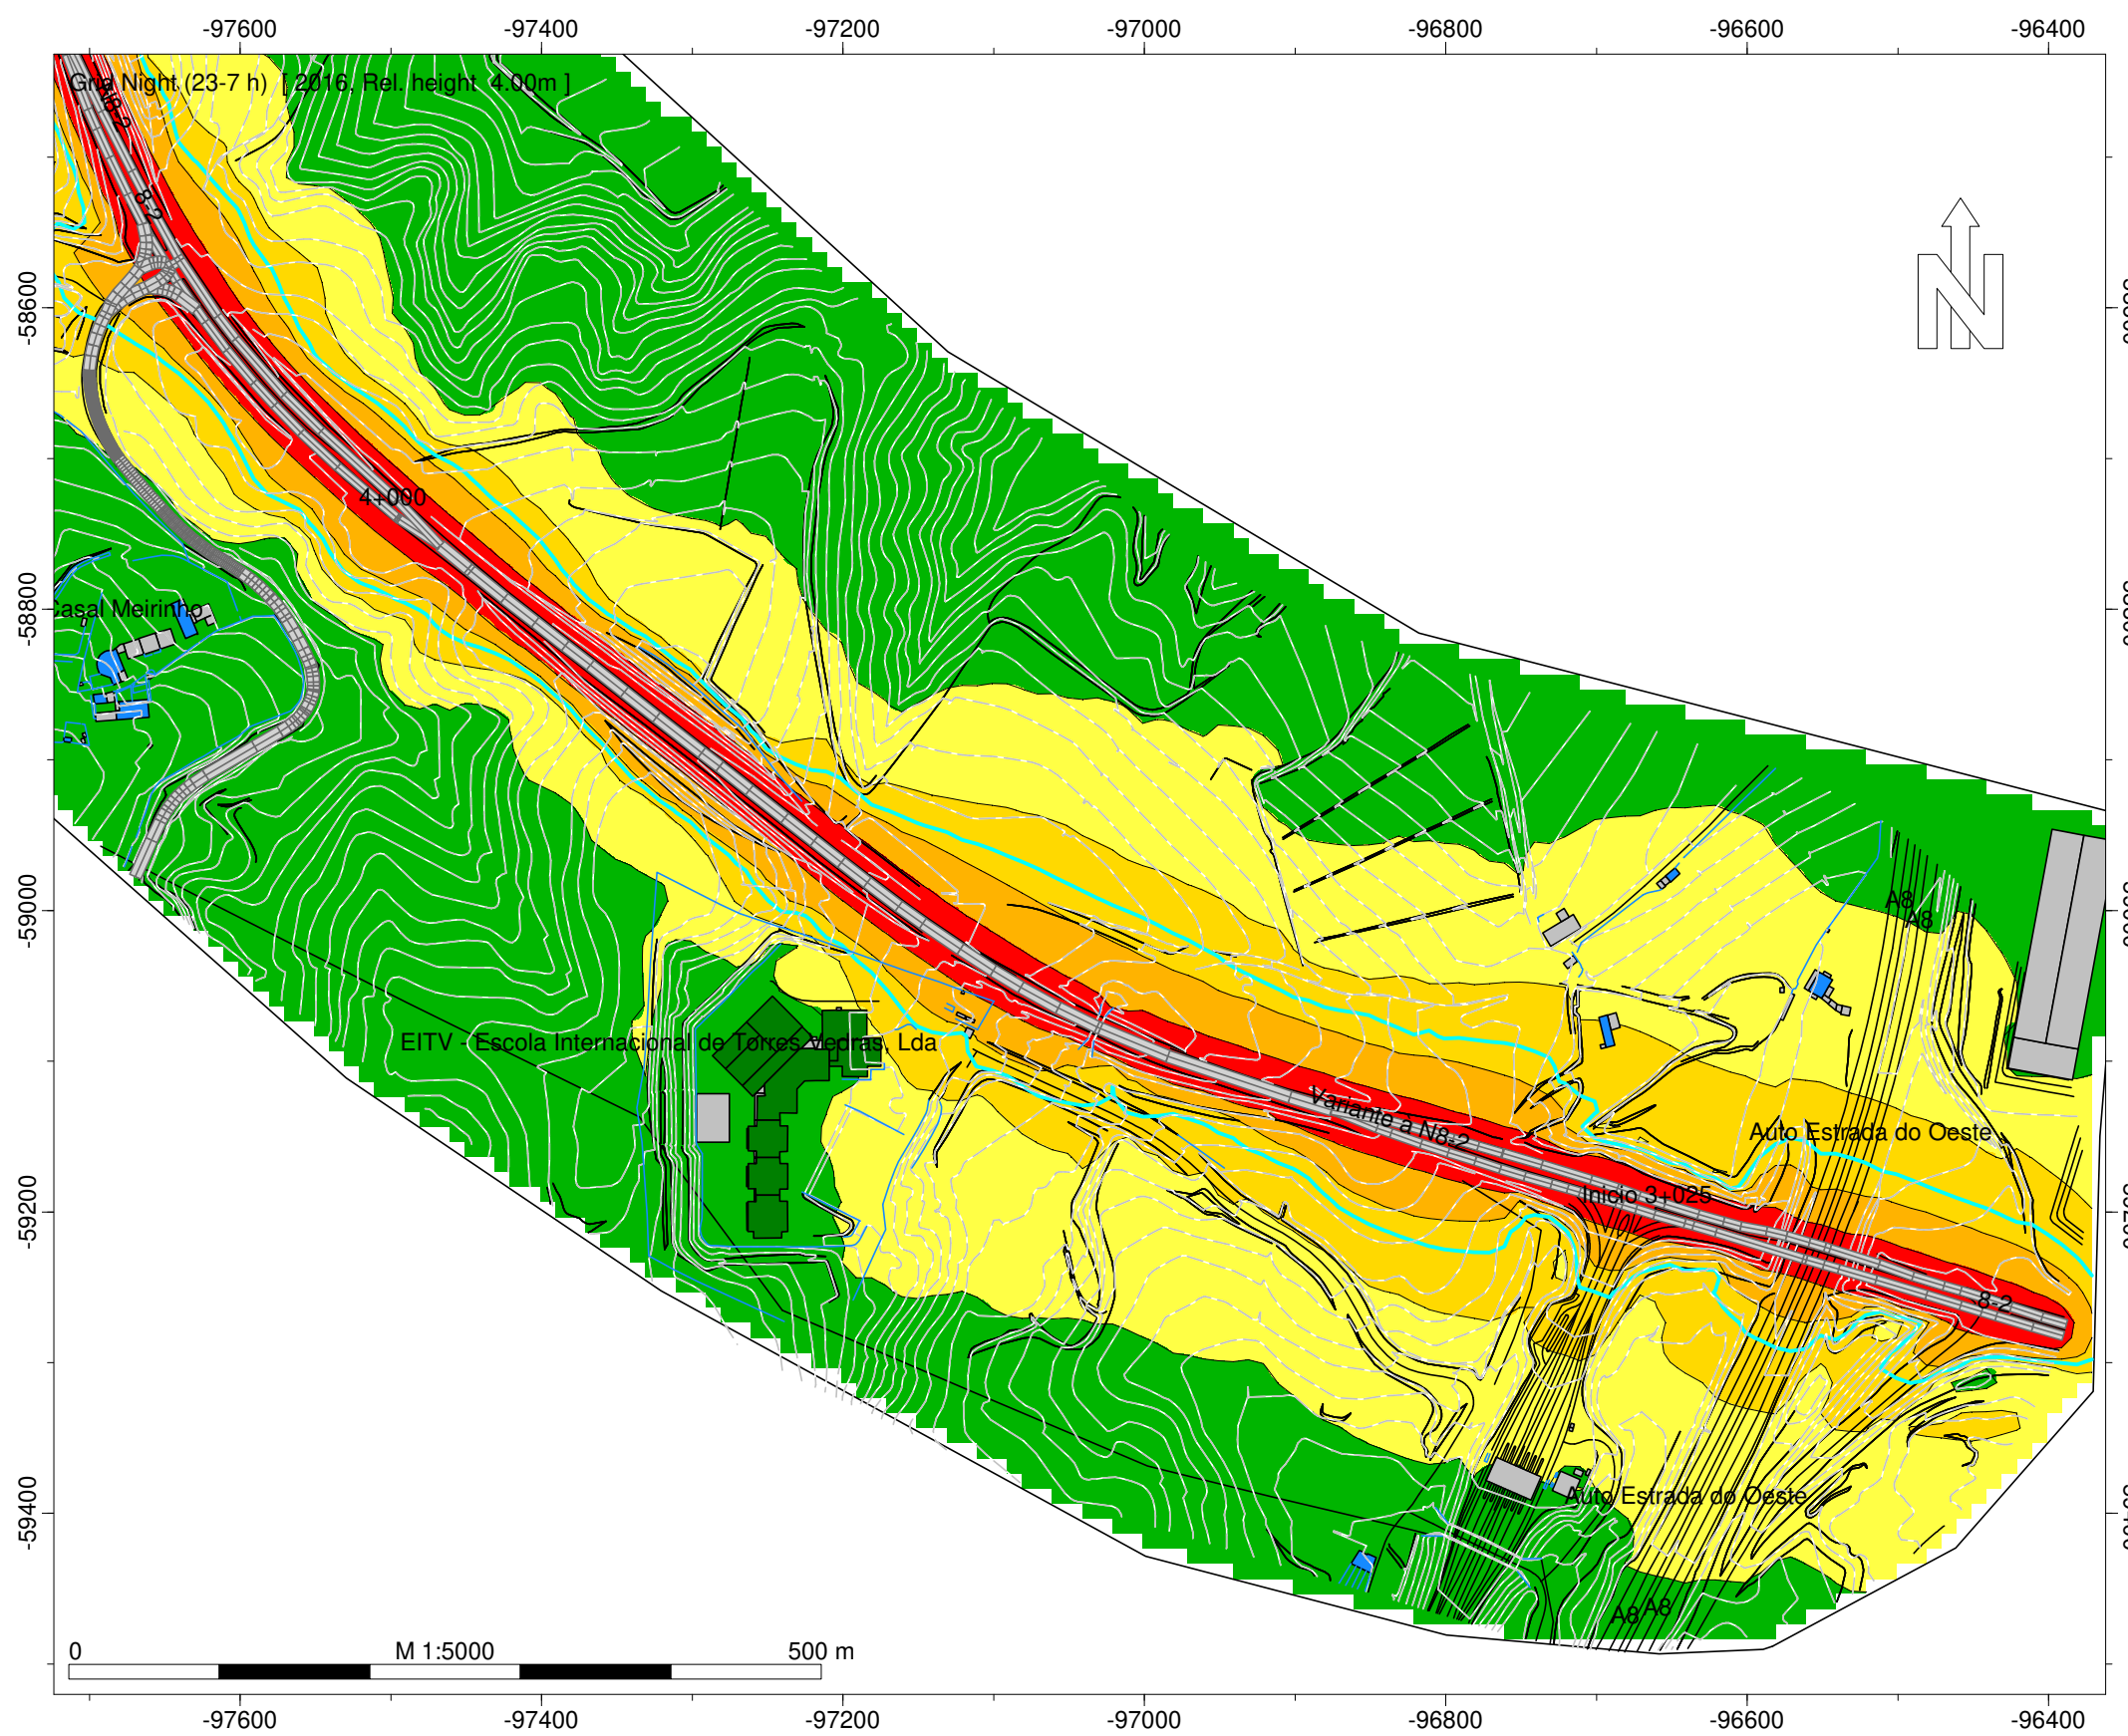 -97600 -97400 -97200 -97000 -96800 -96600 -96400
Grid Night (23-7 h) [ 2016, Rel. height 4.00m ]
8-2
N
-58600
4+000
-58800
Casal Meirinho
A8
A8
-59000
EITV - Escola Internacional de Torres Vedras, Lda
Variante à N8-2
Auto Estrada do Oeste
Inicio 3+025
-59200
8-2
-59400
Auto Estrada do Oeste
A8 A8
0 M 1:5000 500 m
-97600 -97400 -97200 -97000 -96800 -96600 -96400